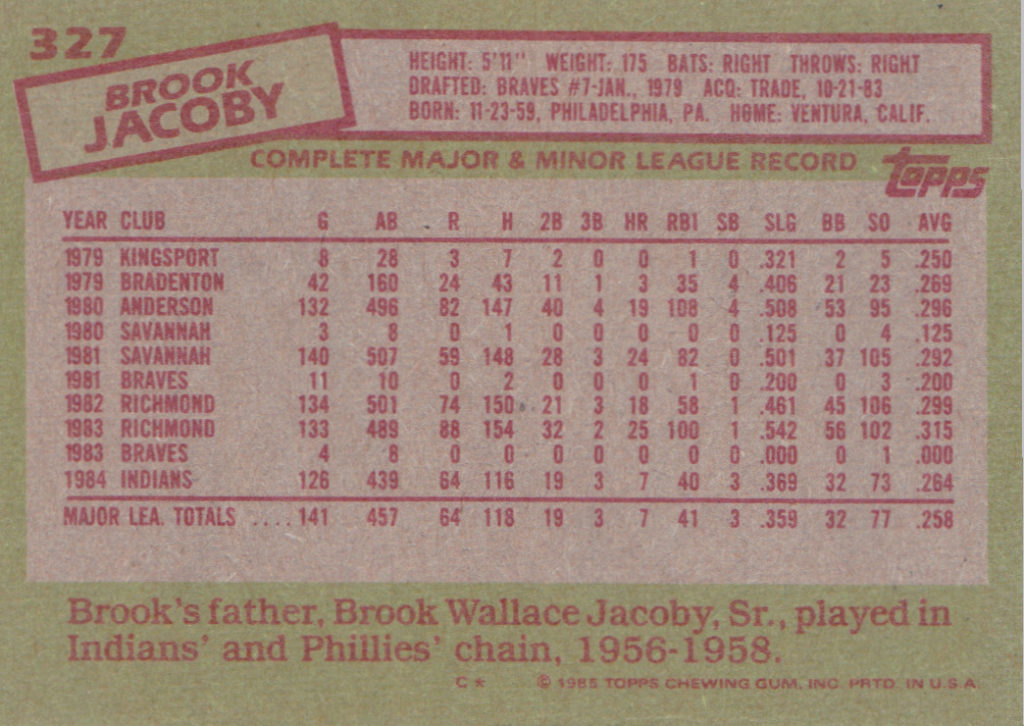 327
BROOK
JACOBY
HEIGHT: 5'11" WEIGHT: 175 BATS: RIGHT THROWS: RIGHT
DRAFTED: BRAVES #7-JAN., 1979 ACQ: TRADE, 10-21-83
BORN: 11-23-59, PHILADELPHIA, PA. HOME: VENTURA, CALIF.
COMPLETE MAJOR & MINOR LEAGUE RECORD
topps
YEAR CLUB G AB R H 2B 3B HR RBI SB SLG BB SO AVG
1979 KINGSPORT 8 28 3 7 2 0 0 1 0 .321 2 5 .250
1979 BRADENTON 42 160 24 43 11 1 3 35 4 .406 21 23 .269
1980 ANDERSON 132 496 82 147 40 4 19 108 4 .508 53 95 .296
1980 SAVANNAH 3 8 0 1 0 0 0 0 0 .125 0 4 .125
1981 SAVANNAH 140 507 59 148 28 3 24 82 0 .501 37 105 .292
1981 BRAVES 11 10 0 2 0 0 0 1 0 .200 0 3 .200
1982 RICHMOND 134 501 74 150 21 3 18 58 1 .461 45 106 .299
1983 RICHMOND 133 489 88 154 32 2 25 100 1 .542 56 102 .315
1983 BRAVES 4 8 0 0 0 0 0 0 0 .000 0 1 .000
1984 INDIANS 126 439 64 116 19 3 7 40 3 .369 32 73 .264
MAJOR LEA. TOTALS .... 141 457 64 118 19 3 7 41 3 .359 32 77 .258
Brook's father, Brook Wallace Jacoby, Sr., played in
Indians' and Phillies' chain, 1956-1958.
C* © 1985 TOPPS CHEWING GUM, INC. PRTD. IN U.S.A.